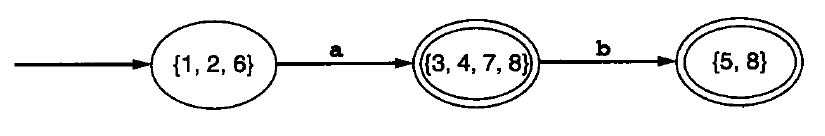 a
b
{1, 2, 6}
{3, 4, 7, 8}
{5, 8}